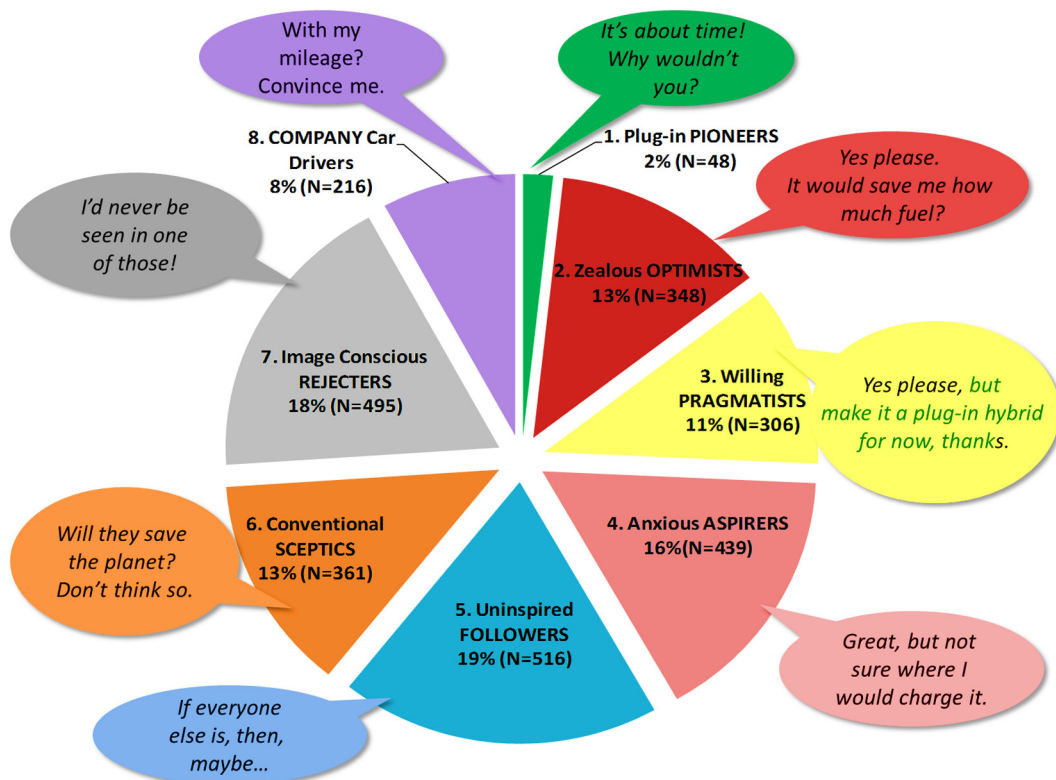 With my
mileage?
Convince me.
It's about time!
Why wouldn't
you?
8. COMPANY Car
Drivers
8% (N=216)
1. Plug-in PIONEERS
2% (N=48)
Yes please.
It would save me how
much fuel?
I'd never be
seen in one
of those!
2. Zealous OPTIMISTS
13% (N=348)
7. Image Conscious
REJECTERS
18% (N=495)
3. Willing
PRAGMATISTS
11% (N=306)
Yes please, but
make it a plug-in hybrid
for now, thanks.
6. Conventional
SCEPTICS
13% (N=361)
4. Anxious ASPIRERS
16%(N=439)
Will they save
the planet?
Don't think so.
5. Uninspired
FOLLOWERS
19% (N=516)
Great, but not
sure where I
would charge it.
If everyone
else is, then,
maybe…